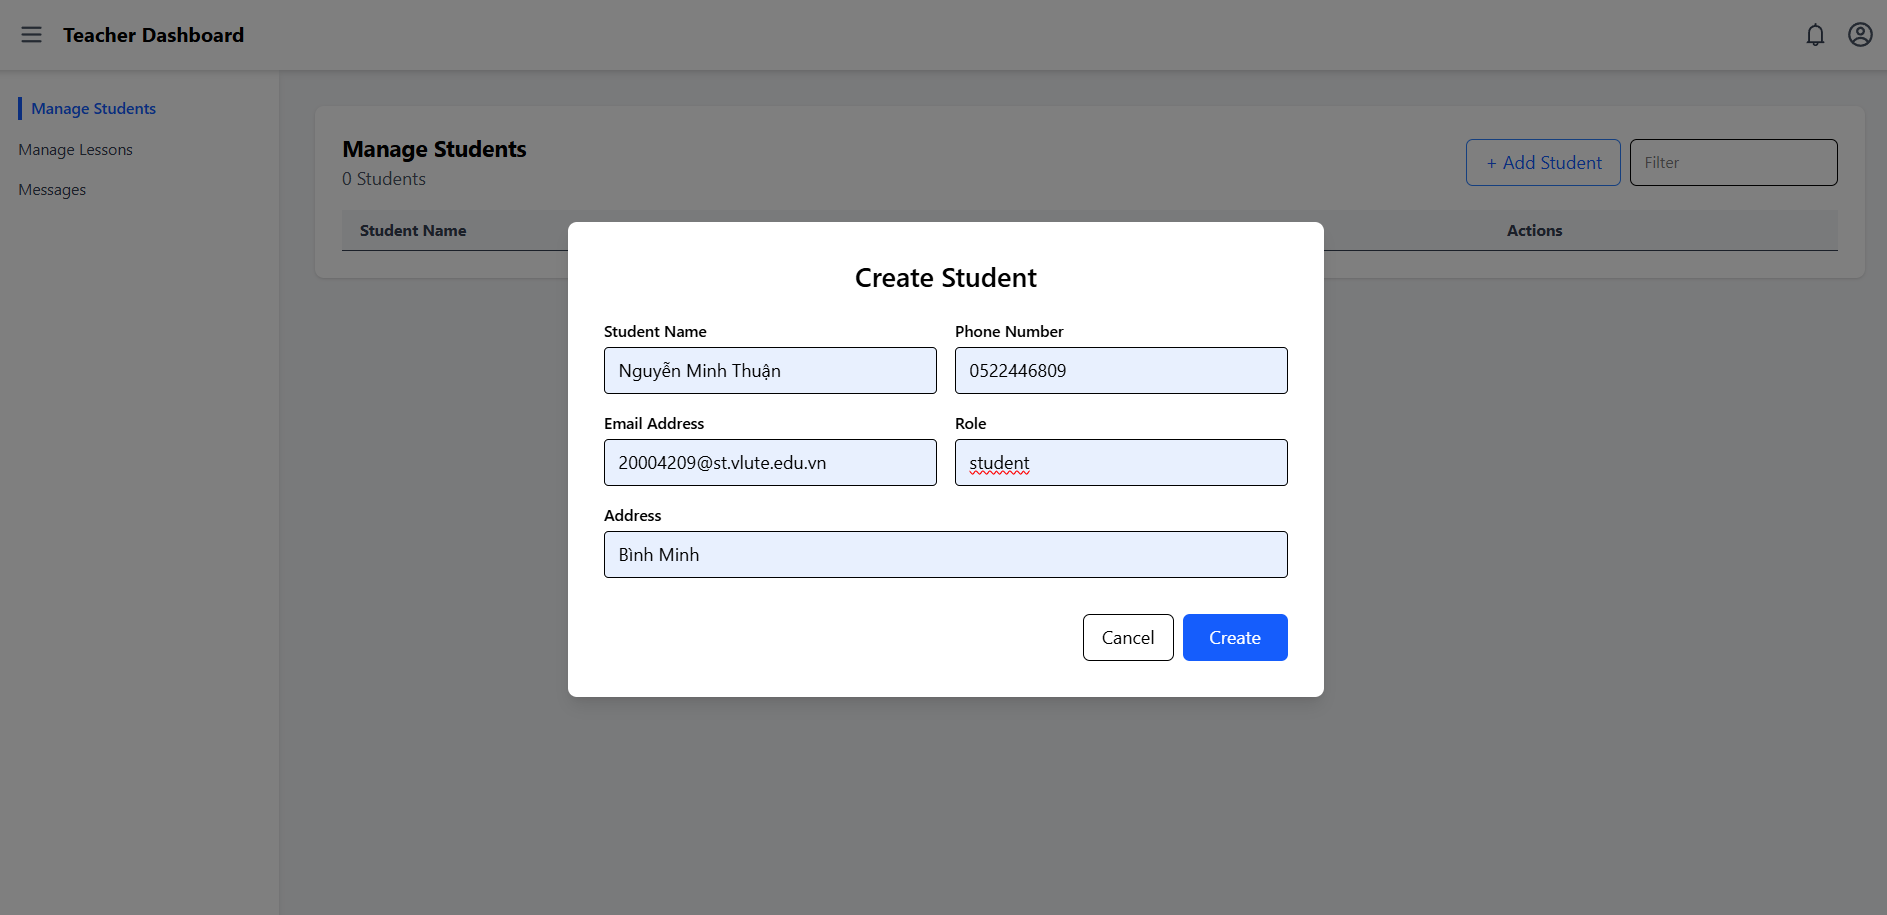 Teacher Dashboard
Manage Students
Manage Lessons
Messages
Manage Students
0 Students
+ Add Student
Filter
Student Name
Actions
Create Student
Student Name
Phone Number
Nguyễn Minh Thuận
0522446809
Email Address
Role
20004209@st.vlute.edu.vn
student
Address
Bình Minh
Cancel
Create